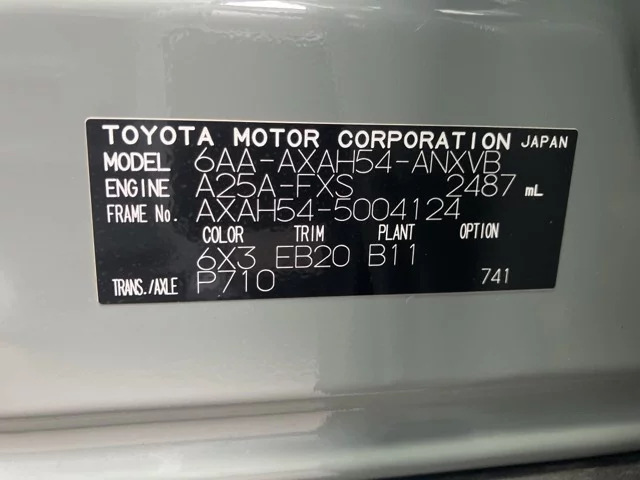 TOYOTA MOTOR CORPORATION JAPAN
MODEL 6AA-AXAH54-ANXVB
ENGINE A25A-FXS 2487 mL
FRAME No. AXAH54-5004124
COLOR TRIM PLANT OPTION
6X3 EB20 B11
TRANS./AXLE P710 741